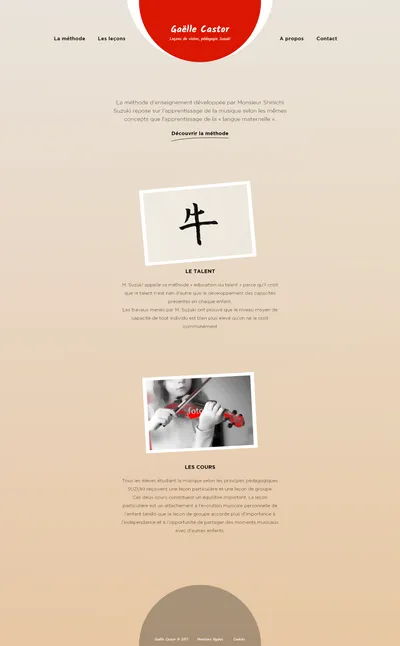 Gaëlle Castor
Leçons de violon, pédagogie Suzuki
La méthode
Les leçons
A propos
Contact
La méthode d'enseignement développée par Monsieur Shinichi
Suzuki repose sur l'apprentissage de la musique selon les mêmes
concepts que l'apprentissage de la « langue maternelle ».
Découvrir la méthode
牛
LE TALENT
M. Suzuki appelle sa méthode « éducation du talent » parce qu'il croit
que le talent n'est rien d'autre que le développement des capacités
présentes en chaque enfant.
Les travaux menés par M. Suzuki ont prouvé que le niveau moyen de
capacité de tout individu est bien plus élevé qu'on ne le croit
communément.
LES COURS
Tous les élèves étudiant la musique selon les principes pédagogiques
SUZUKI reçoivent une leçon particulière et une leçon de groupe.
Ces deux cours constituent un équilibre important. La leçon
particulière est un attachement à l'évolution musicale personnelle de
l'enfant tandis que la leçon de groupe accorde plus d'importance à
l'indépendance et à l'opportunité de partager des moments musicaux
avec d'autres enfants.
Gaëlle Castor © 2017
Mentions légales
Cookies